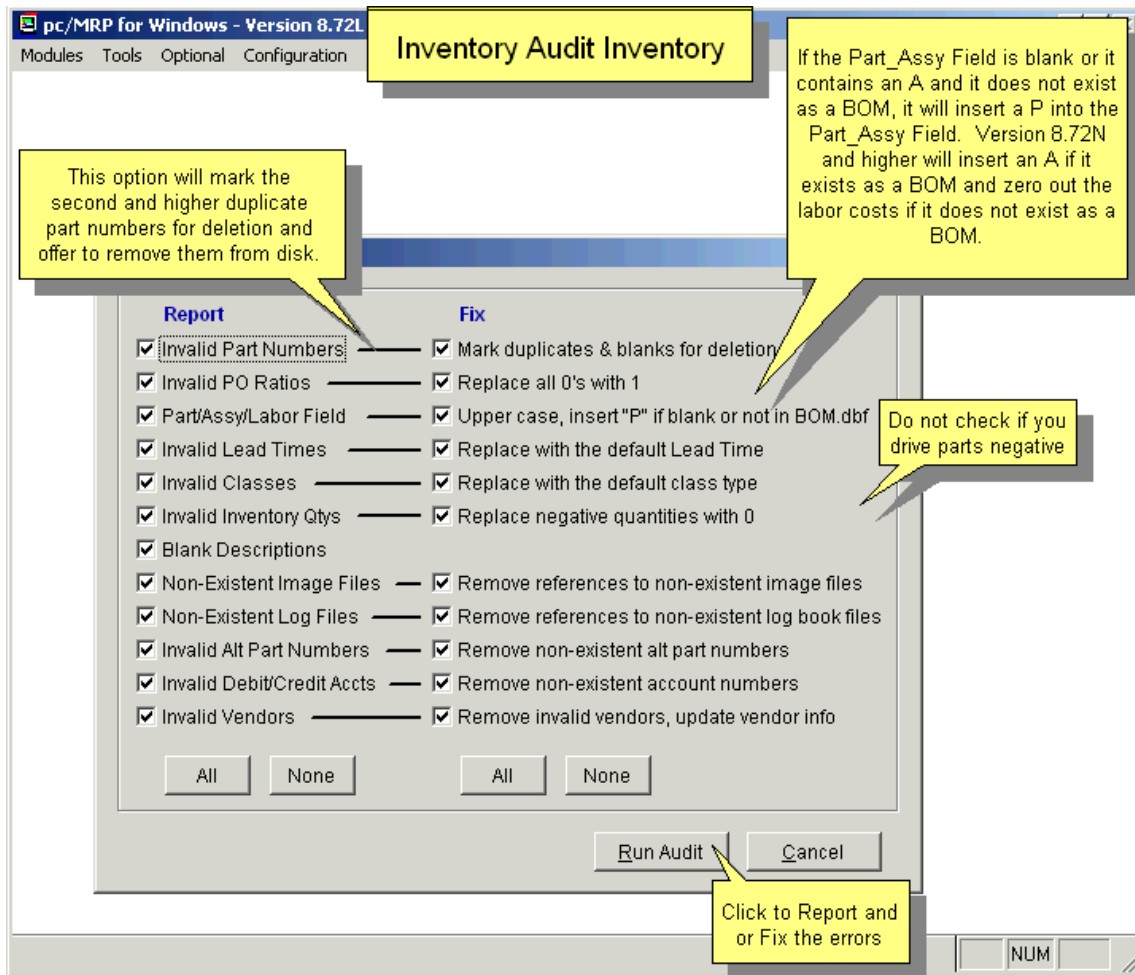 pc/MRP for Windows - Version 8.72L
Modules Tools Optional Configuration
Inventory Audit Inventory
If the Part_Assy Field is blank or it
contains an A and it does not exist
as a BOM, it will insert a P into the
Part_Assy Field. Version 8.72N
and higher will insert an A if it
exists as a BOM and zero out the
labor costs if it does not exist as a
BOM.
This option will mark the
second and higher duplicate
part numbers for deletion and
offer to remove them from disk.
Report Fix
Invalid Part Numbers Mark duplicates & blanks for deletion
Invalid PO Ratios Replace all 0's with 1
Part/Assy/Labor Field Upper case, insert "P" if blank or not in BOM.dbf
Do not check if you
drive parts negative
Invalid Lead Times Replace with the default Lead Time
Invalid Classes Replace with the default class type
Invalid Inventory Qtys Replace negative quantities with 0
Blank Descriptions
Non-Existent Image Files Remove references to non-existent image files
Non-Existent Log Files Remove references to non-existent log book files
Invalid Alt Part Numbers Remove non-existent alt part numbers
Invalid Debit/Credit Accts Remove non-existent account numbers
Invalid Vendors Remove invalid vendors, update vendor info
All None All None
Run Audit Cancel
Click to Report and
or Fix the errors
NUM